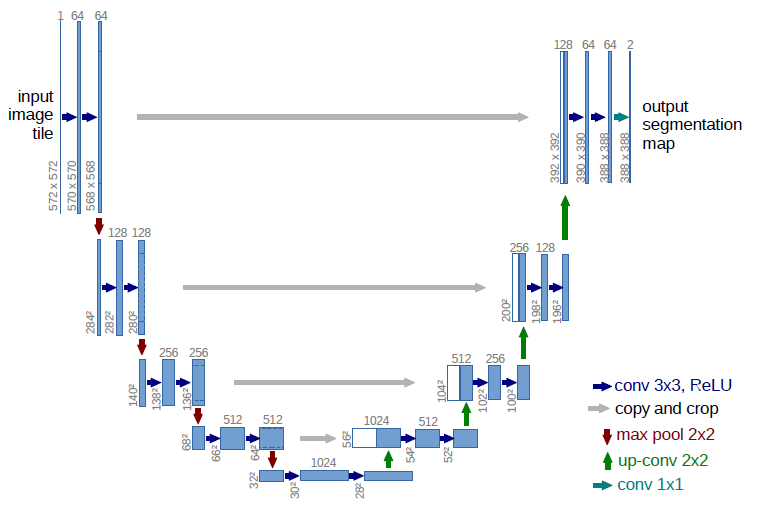 1 64 64
128 64 64 2
input
image
tile
output
segmentation
map
572 x 572
570 x 570
568 x 568
392 x 392
390 x 390
388 x 388
388 x 388
128 128
256 128
284²
282²
280²
200²
198²
196²
256 256
512 256
140²
138²
136²
104²
102²
100²
512 512
1024 512
68²
66²
64²
56²
54²
52²
1024
32²
30²
28²
conv 3x3, ReLU
copy and crop
max pool 2x2
up-conv 2x2
conv 1x1